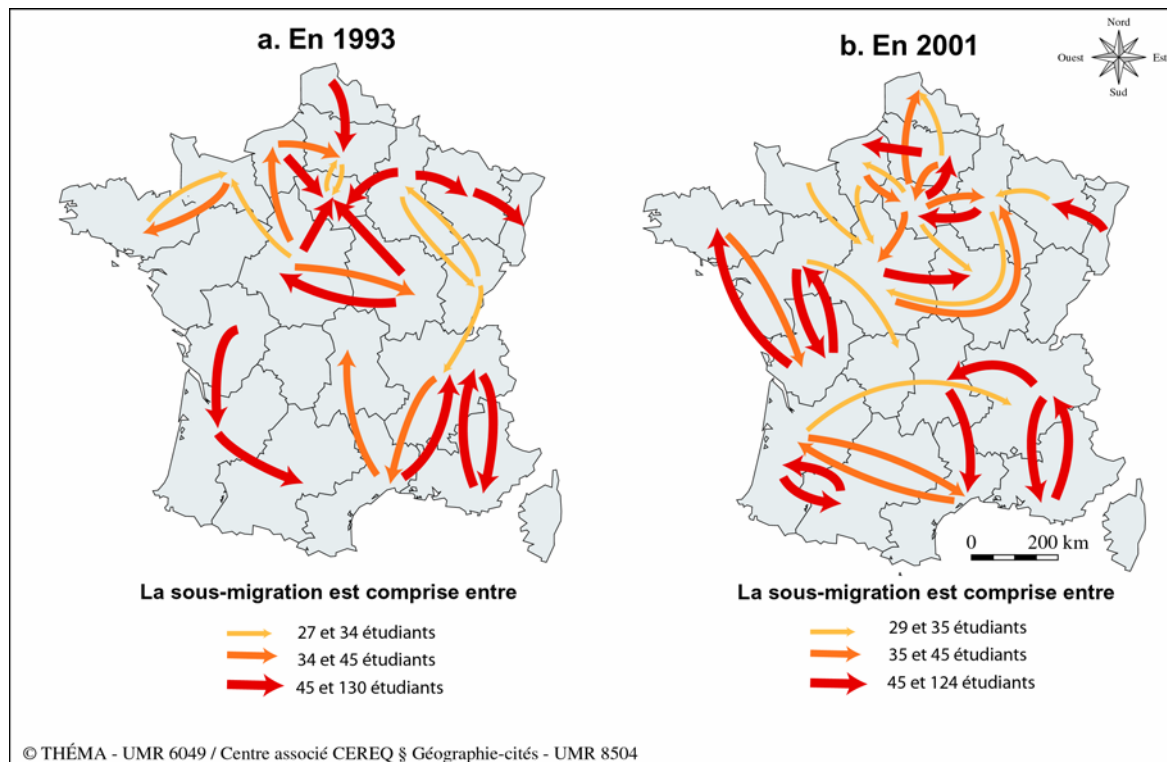 a. En 1993
b. En 2001
Nord
Ouest
Est
Sud
0 200 km
La sous-migration est comprise entre
27 et 34 étudiants
34 et 45 étudiants
45 et 130 étudiants
La sous-migration est comprise entre
29 et 35 étudiants
35 et 45 étudiants
45 et 124 étudiants
© THÉMA - UMR 6049 / Centre associé CEREQ § Géographie-cités - UMR 8504